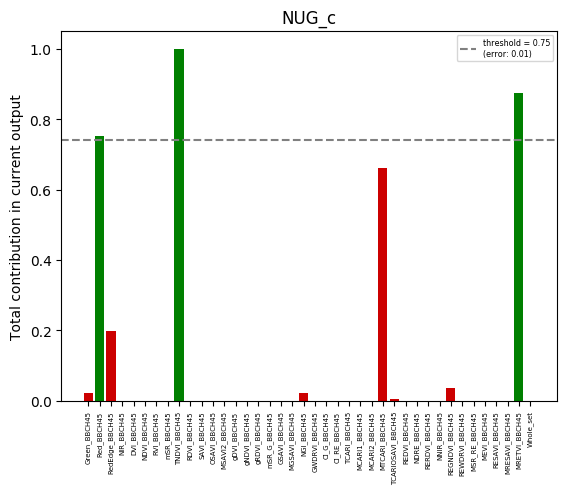 NUG_c
threshold = 0.75
(error: 0.01)
Total contribution in current output
1.0
0.8
0.6
0.4
0.2
0.0
Green_BBCH45
Red_BBCH45
RedEdge_BBCH45
NIR_BBCH45
DVI_BBCH45
NDVI_BBCH45
RVI_BBCH45
mSR_BBCH45
TNDVI_BBCH45
RDVI_BBCH45
SAVI_BBCH45
OSAVI_BBCH45
MSAVI2_BBCH45
gDVI_BBCH45
gNDVI_BBCH45
gRDVI_BBCH45
mSR_G_BBCH45
GSAVI_BBCH45
MGSAVI_BBCH45
NGI_BBCH45
GWDRVI_BBCH45
CI_G_BBCH45
CI_RE_BBCH45
TCARI_BBCH45
MCARI1_BBCH45
MCARI2_BBCH45
MTCARI_BBCH45
TCARIOSAVI_BBCH45
REDVI_BBCH45
NDRE_BBCH45
RERDVI_BBCH45
NNIR_BBCH45
REGNDVI_BBCH45
REWDRVI_BBCH45
MSR_RE_BBCH45
MEVI_BBCH45
RESAVI_BBCH45
MRESAVI_BBCH45
MRETVI_BBCH45
Whole_set